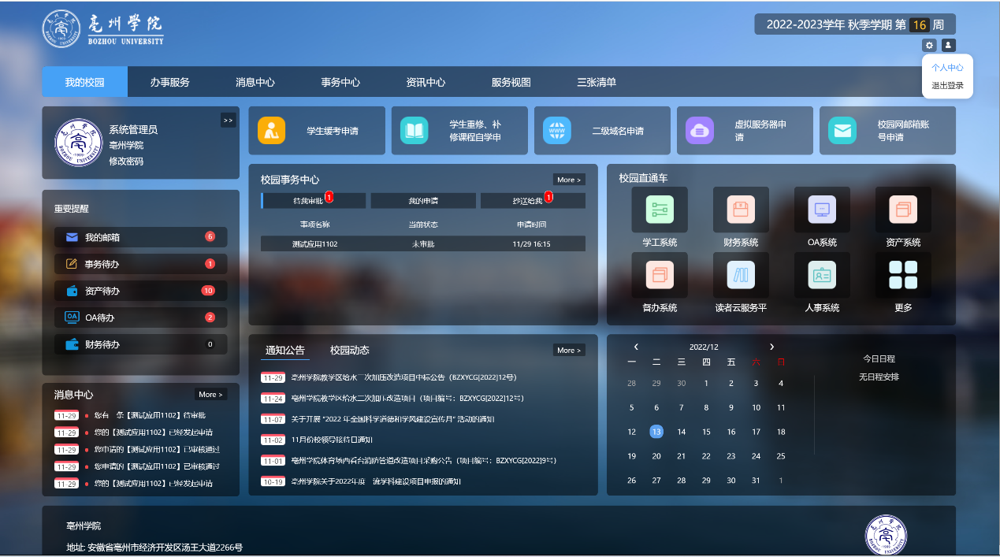 亳州学院
BOZHOU UNIVERSITY
2022-2023学年 秋季学期 第 16 周
个人中心
退出登录
我的校园 办事服务 消息中心 事务中心 资讯中心 服务视图 三张清单
系统管理员
亳州学院
修改密码
>>
学生缓考申请
学生重修、补
修课程自学申
二级域名申请
虚拟服务器申
请
校园网邮箱账
号申请
重要提醒
我的邮箱 6
事务待办 1
资产待办 10
OA待办 2
财务待办 0
校园事务中心 More >
待我审批 1 我的申请 抄送给我 1
事项名称 当前状态 申请时间
测试应用1102 未审批 11/29 16:15
校园直通车
学工系统 财务系统 OA系统 资产系统
督办系统 读者云服务平 人事系统 更多
消息中心 More >
11-29 您有一条【测试应用1102】待审批
11-29 您的【测试应用1102】已经发起申请
11-29 您申请的【测试应用1102】已审核通过
11-29 您申请的【测试应用1102】已审核通过
11-29 您的【测试应用1102】已经发起申请
通知公告 校园动态 More >
11-29 亳州学院教学区给水二次加压改造项目中标公告（BZXYCG[2022]12号）
11-24 亳州学院教学区给水二次加压改造项目（项目编号：BZXYCG[2022]12号）
11-07 关于开展 “2022 年全国科学道德和学风建设宣传月” 活动的通知
11-02 11月份校领导接待日通知
11-01 亳州学院体育场西看台消防管道改造项目采购公告（项目编号：BZXYCG[2022]9号）
10-19 亳州学院关于2022年度一流学科建设项目申报的通知
2022/12
一 二 三 四 五 六 日
28 29 30 1 2 3 4
5 6 7 8 9 10 11
12 13 14 15 16 17 18
19 20 21 22 23 24 25
26 27 28 29 30 31 1
今日日程
无日程安排
亳州学院
地址: 安徽省亳州市经济开发区汤王大道2266号